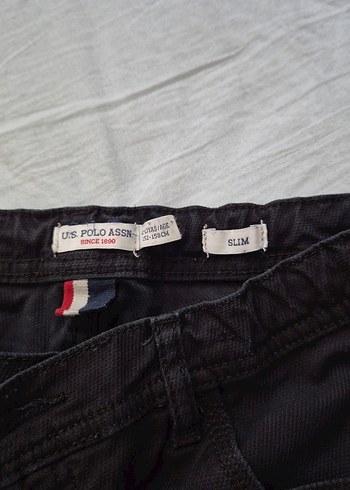 U.S. POLO ASSN.
SINCE 1890
SLIM